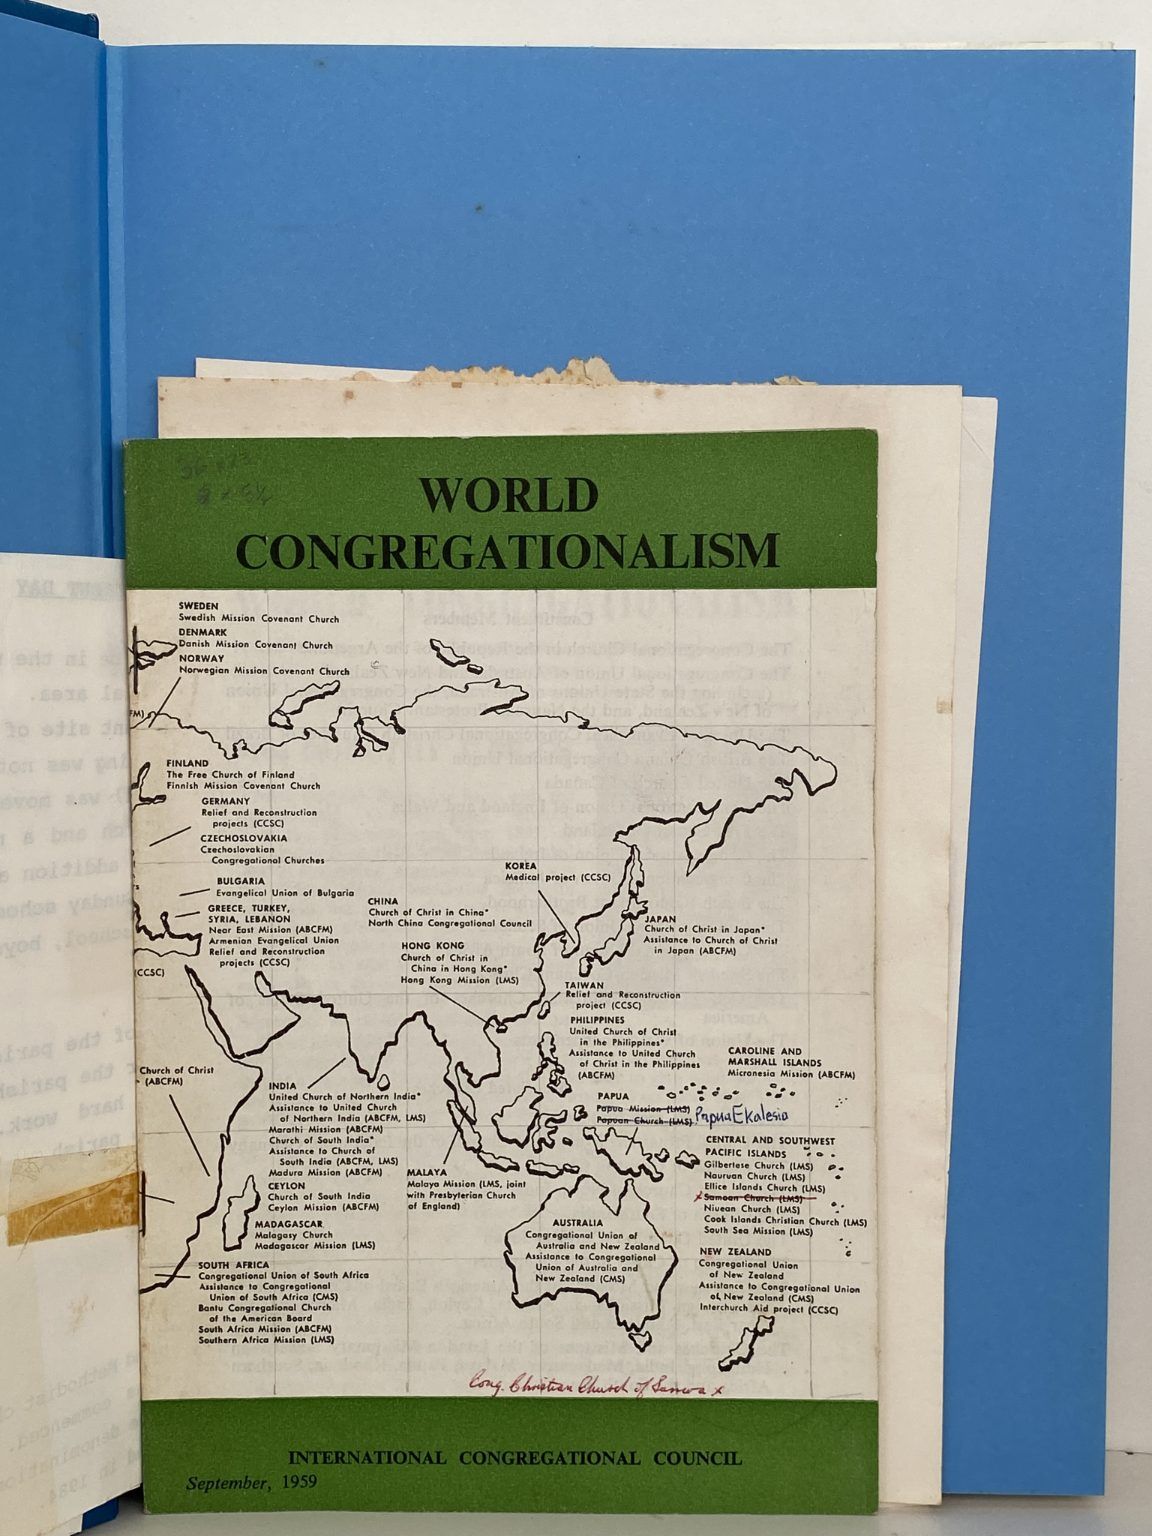 WORLD
CONGREGATIONALISM
SWEDEN
Swedish Mission Covenant Church
DENMARK
Danish Mission Covenant Church
NORWAY
Norwegian Mission Covenant Church
FM)
FINLAND
The Free Church of Finland
Finnish Mission Covenant Church
GERMANY
Relief and Reconstruction
projects (CCSC)
CZECHOSLOVAKIA
Czechoslovakian
Congregational Churches
BULGARIA
Evangelical Union of Bulgaria
GREECE, TURKEY,
SYRIA, LEBANON
Near East Mission (ABCFM)
Armenian Evangelical Union
Relief and Reconstruction
projects (CCSC)
(CCSC)
KOREA
Medical project (CCSC)
CHINA
Church of Christ in China*
North China Congregational Council
HONG KONG
Church of Christ in
China in Hong Kong*
Hong Kong Mission (LMS)
JAPAN
Church of Christ in Japan*
Assistance to Church of Christ
in Japan (ABCFM)
TAIWAN
Relief and Reconstruction
project (CCSC)
PHILIPPINES
United Church of Christ
in the Philippines*
Assistance to United Church
of Christ in the Philippines
(ABCFM)
CAROLINE AND
MARSHALL ISLANDS
Micronesia Mission (ABCFM)
Church of Christ
(ABCFM)
INDIA
United Church of Northern India*
Assistance to United Church
of Northern India (ABCFM, LMS)
Marathi Mission (ABCFM)
Church of South India*
Assistance to Church of
South India (ABCFM, LMS)
Madura Mission (ABCFM)
CEYLON
Church of South India
Ceylon Mission (ABCFM)
MADAGASCAR
Malagasy Church
Madagascar Mission (LMS)
SOUTH AFRICA
Congregational Union of South Africa
Assistance to Congregational
Union of South Africa (CMS)
Bantu Congregational Church
of the American Board
South Africa Mission (ABCFM)
Southern Africa Mission (LMS)
MALAYA
Malaya Mission (LMS, joint
with Presbyterian Church
of England)
PAPUA
Papua Mission (LMS)
Papuan Church (LMS) Papua Ekalesia
CENTRAL AND SOUTHWEST
PACIFIC ISLANDS
Gilbertese Church (LMS)
Nauruan Church (LMS)
Ellice Islands Church (LMS)
x Samoan Church (LMS)
Niuean Church (LMS)
Cook Islands Christian Church (LMS)
South Sea Mission (LMS)
AUSTRALIA
Congregational Union of
Australia and New Zealand
Assistance to Congregational
Union of Australia and
New Zealand (CMS)
NEW ZEALAND
Congregational Union
of New Zealand
Assistance to Congregational Union
of New Zealand (CMS)
Interchurch Aid project (CCSC)
Cong. Christian Church of Samoa x
INTERNATIONAL CONGREGATIONAL COUNCIL
September, 1959